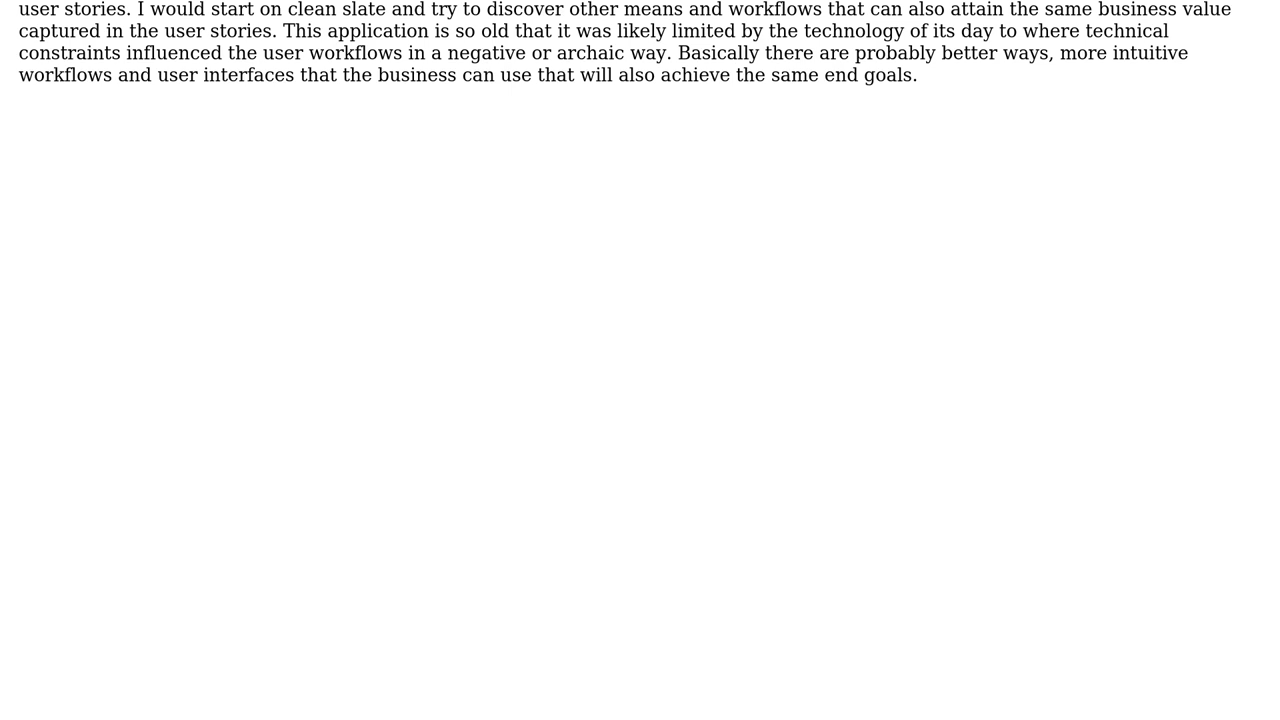 user stories. I would start on clean slate and try to discover other means and workflows that can also attain the same business value
captured in the user stories. This application is so old that it was likely limited by the technology of its day to where technical
constraints influenced the user workflows in a negative or archaic way. Basically there are probably better ways, more intuitive
workflows and user interfaces that the business can use that will also achieve the same end goals.